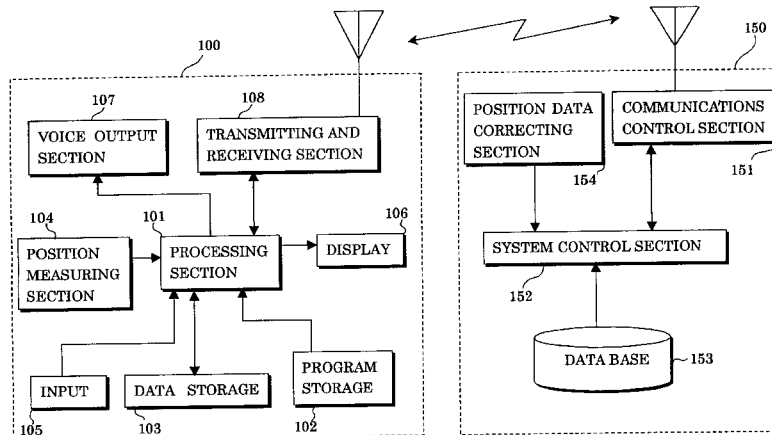 100
150
107
VOICE OUTPUT
SECTION
108
TRANSMITTING AND
RECEIVING SECTION
POSITION DATA
CORRECTING
SECTION
154
COMMUNICATIONS
CONTROL SECTION
151
104
POSITION
MEASURING
SECTION
101
PROCESSING
SECTION
106
DISPLAY
SYSTEM CONTROL SECTION
152
INPUT
105
DATA STORAGE
103
PROGRAM
STORAGE
102
DATA BASE
153